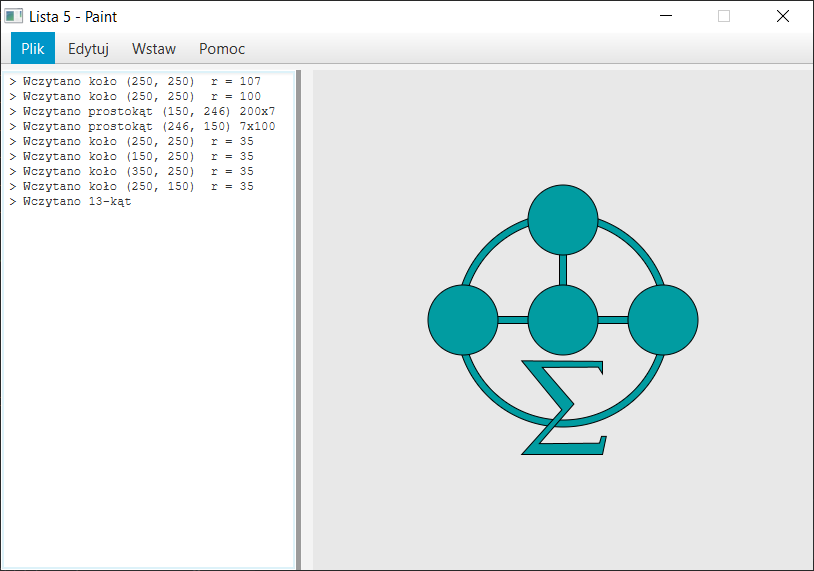 Lista 5 - Paint
Plik Edytuj Wstaw Pomoc
> Wczytano koło (250, 250) r = 107
> Wczytano koło (250, 250) r = 100
> Wczytano prostokąt (150, 246) 200x7
> Wczytano prostokąt (246, 150) 7x100
> Wczytano koło (250, 250) r = 35
> Wczytano koło (150, 250) r = 35
> Wczytano koło (350, 250) r = 35
> Wczytano koło (250, 150) r = 35
> Wczytano 13-kąt
Σ